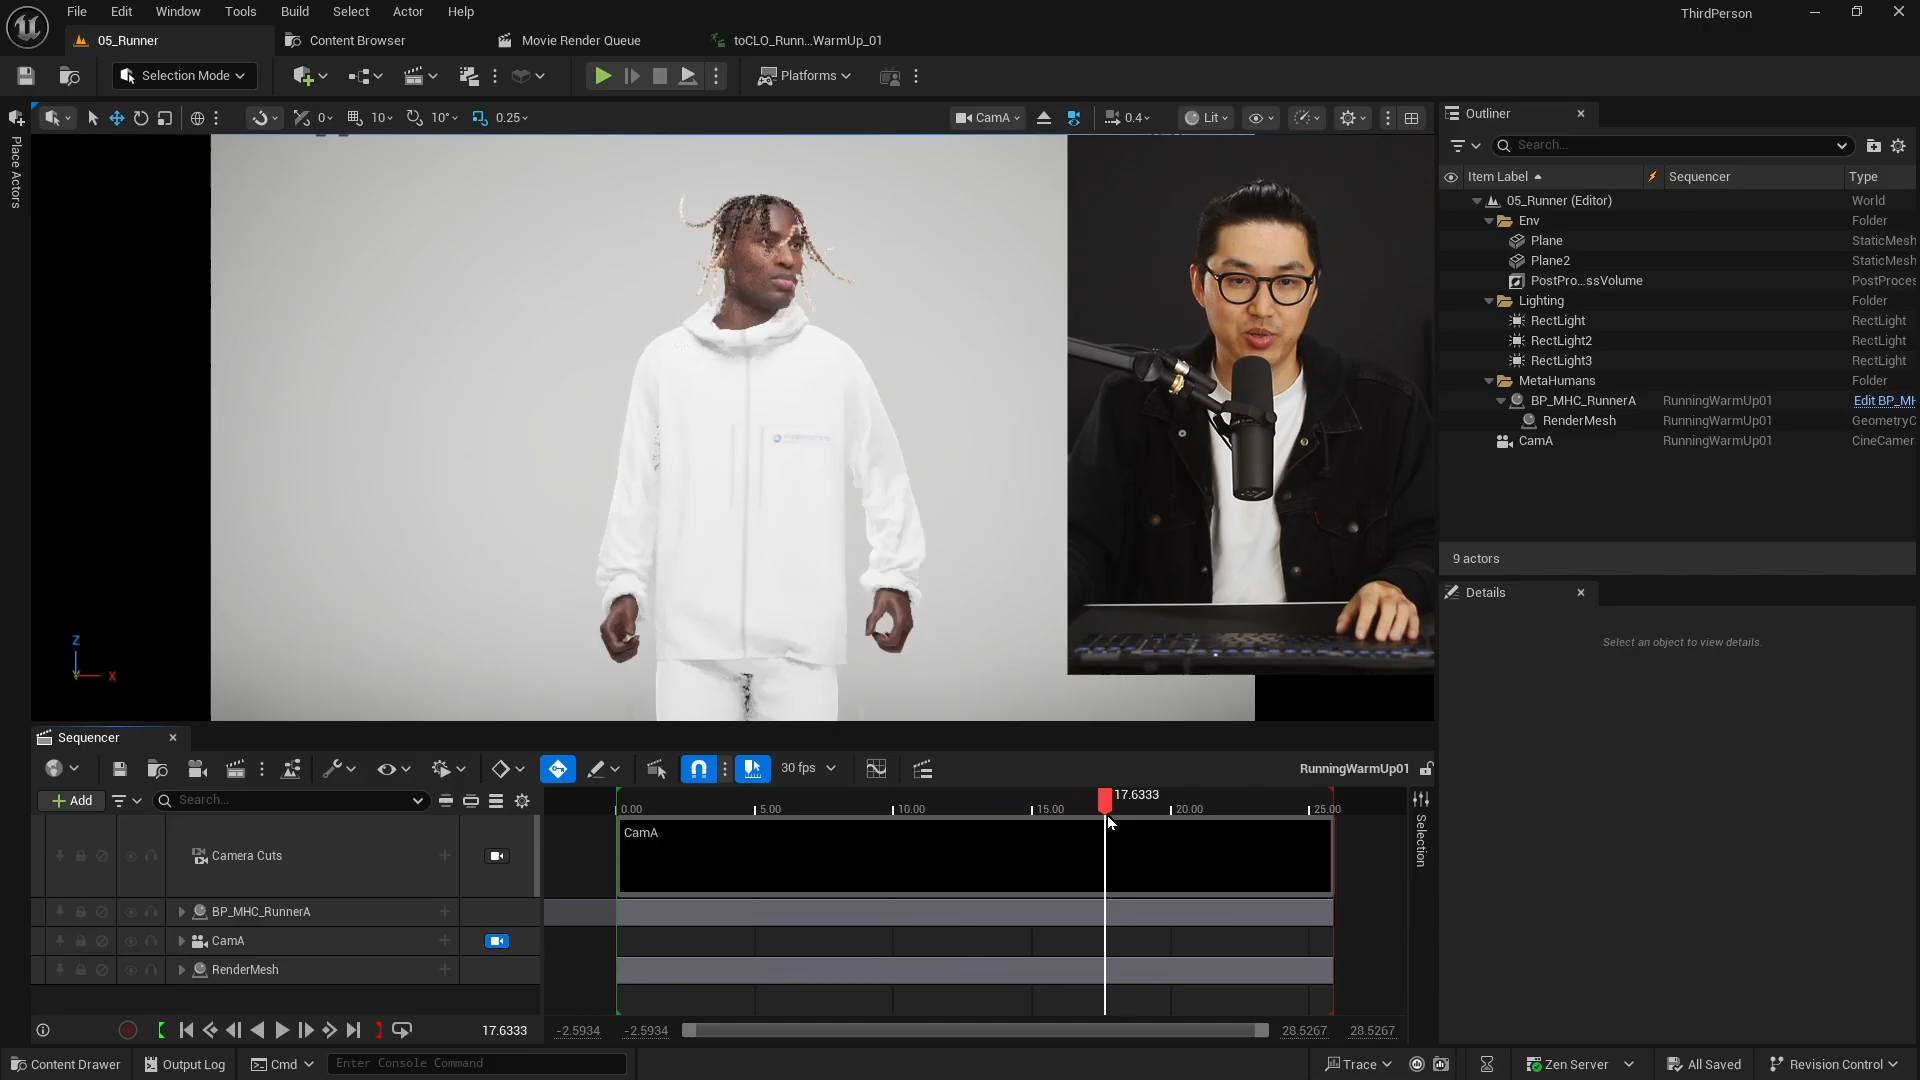 File Edit Window Tools Build Select Actor Help
ThirdPerson
05_Runner
Content Browser
Movie Render Queue
toCLO_Runn...WarmUp_01
Selection Mode
Platforms
0 10 10° 0.25
CamA
0.4
Lit
Place Actors
Z
X
Outliner
Search...
Item Label Sequencer Type
05_Runner (Editor) World
Env Folder
Plane StaticMesh
Plane2 StaticMesh
PostPro...ssVolume PostProces
Lighting Folder
RectLight RectLight
RectLight2 RectLight
RectLight3 RectLight
MetaHumans Folder
BP_MHC_RunnerA RunningWarmUp01 Edit BP_MH
RenderMesh RunningWarmUp01 GeometryC
CamA RunningWarmUp01 CineCamer
9 actors
Details
Select an object to view details.
Sequencer
30 fps
RunningWarmUp01
Add
Search...
17.6333
0.00 5.00 10.00 15.00 20.00 25.00
CamA
Camera Cuts
BP_MHC_RunnerA
CamA
RenderMesh
Selection
17.6333
-2.5934 -2.5934 28.5267 28.5267
Content Drawer
Output Log
Cmd
Enter Console Command
Trace
Zen Server
All Saved
Revision Control